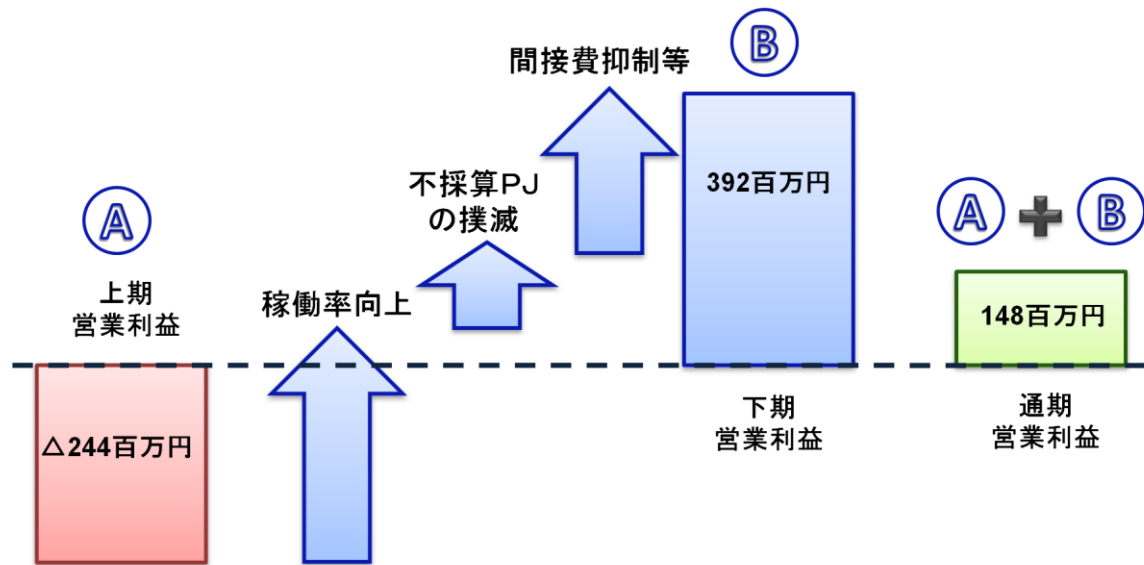 A
上期
営業利益
△244百万円
稼働率向上
不採算PJ
の撲滅
間接費抑制等
B
392百万円
下期
営業利益
A + B
148百万円
通期
営業利益